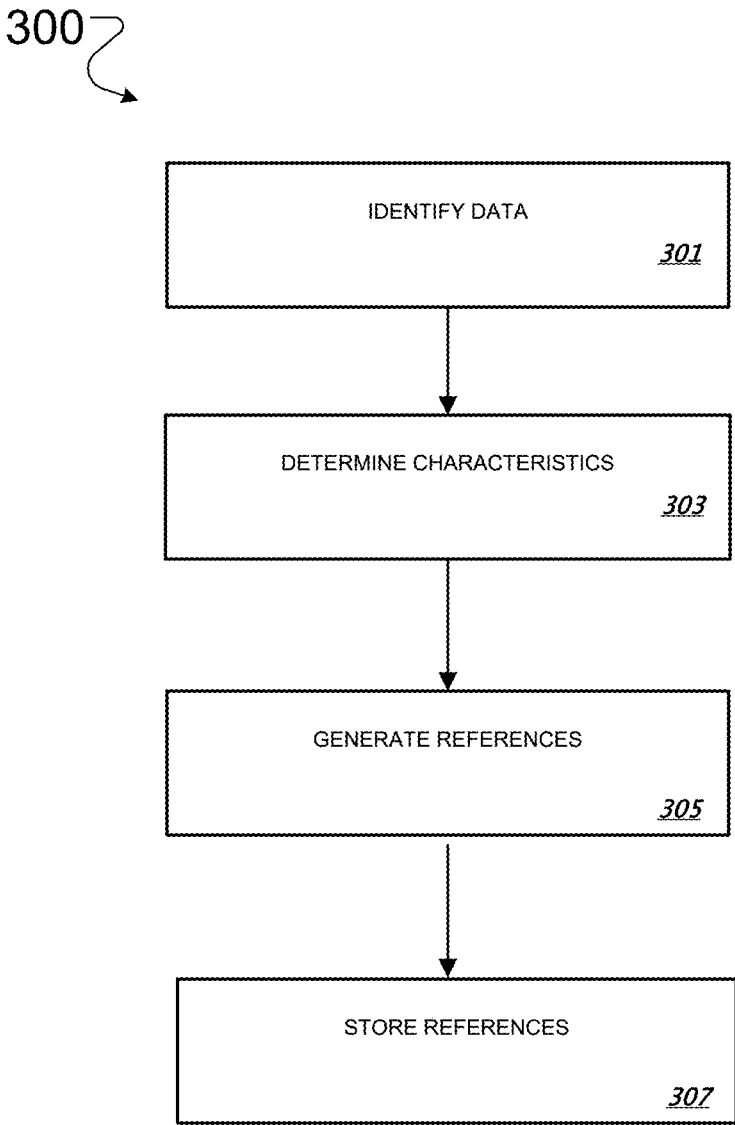 300
IDENTIFY DATA
301
DETERMINE CHARACTERISTICS
303
GENERATE REFERENCES
305
STORE REFERENCES
307